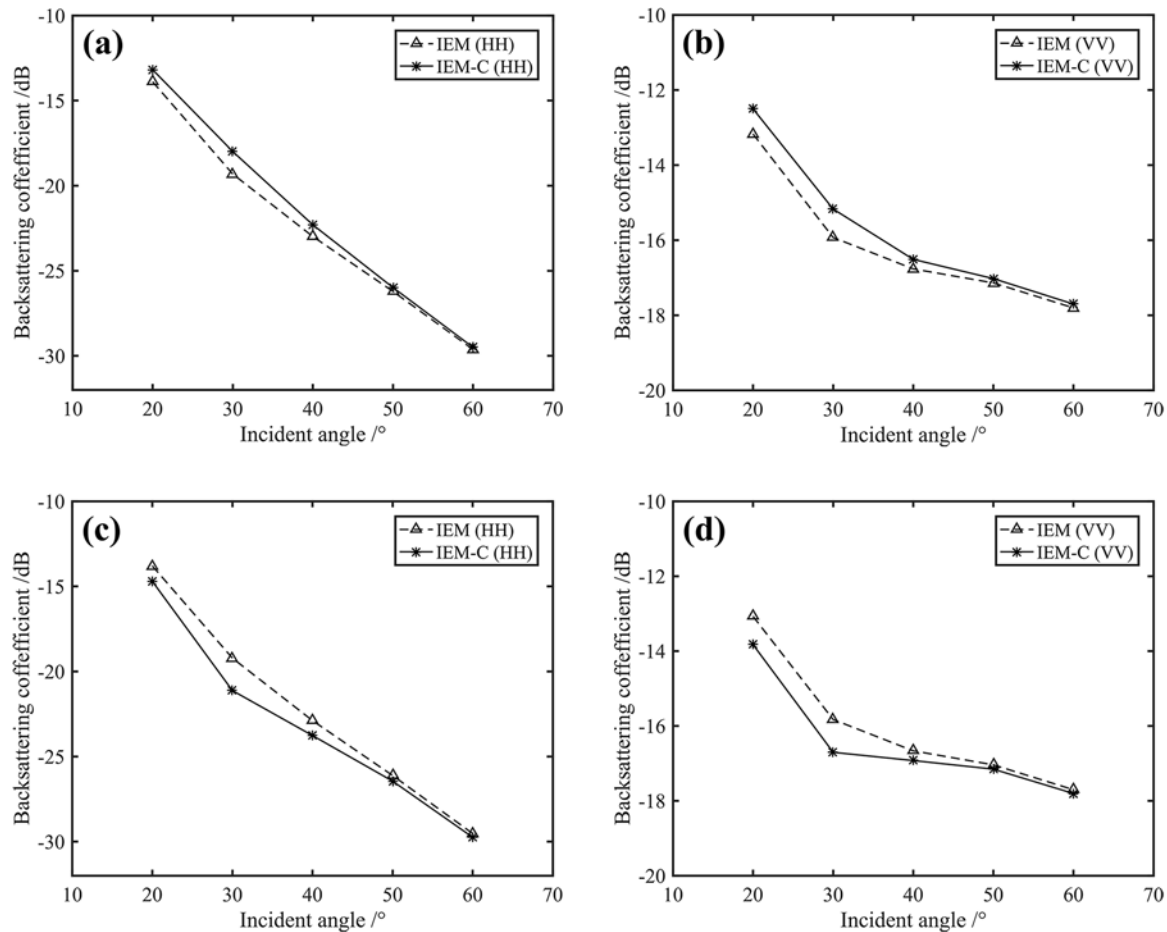 (a)
IEM (HH)
IEM-C (HH)
Backsattering coffefficient /dB
-10
-15
-20
-25
-30
10 20 30 40 50 60 70
Incident angle /°
(b)
IEM (VV)
IEM-C (VV)
Backsattering coffefficient /dB
-10
-12
-14
-16
-18
-20
10 20 30 40 50 60 70
Incident angle /°
(c)
IEM (HH)
IEM-C (HH)
Backsattering coffefficient /dB
-10
-15
-20
-25
-30
10 20 30 40 50 60 70
Incident angle /°
(d)
IEM (VV)
IEM-C (VV)
Backsattering coffefficient /dB
-10
-12
-14
-16
-18
-20
10 20 30 40 50 60 70
Incident angle /°